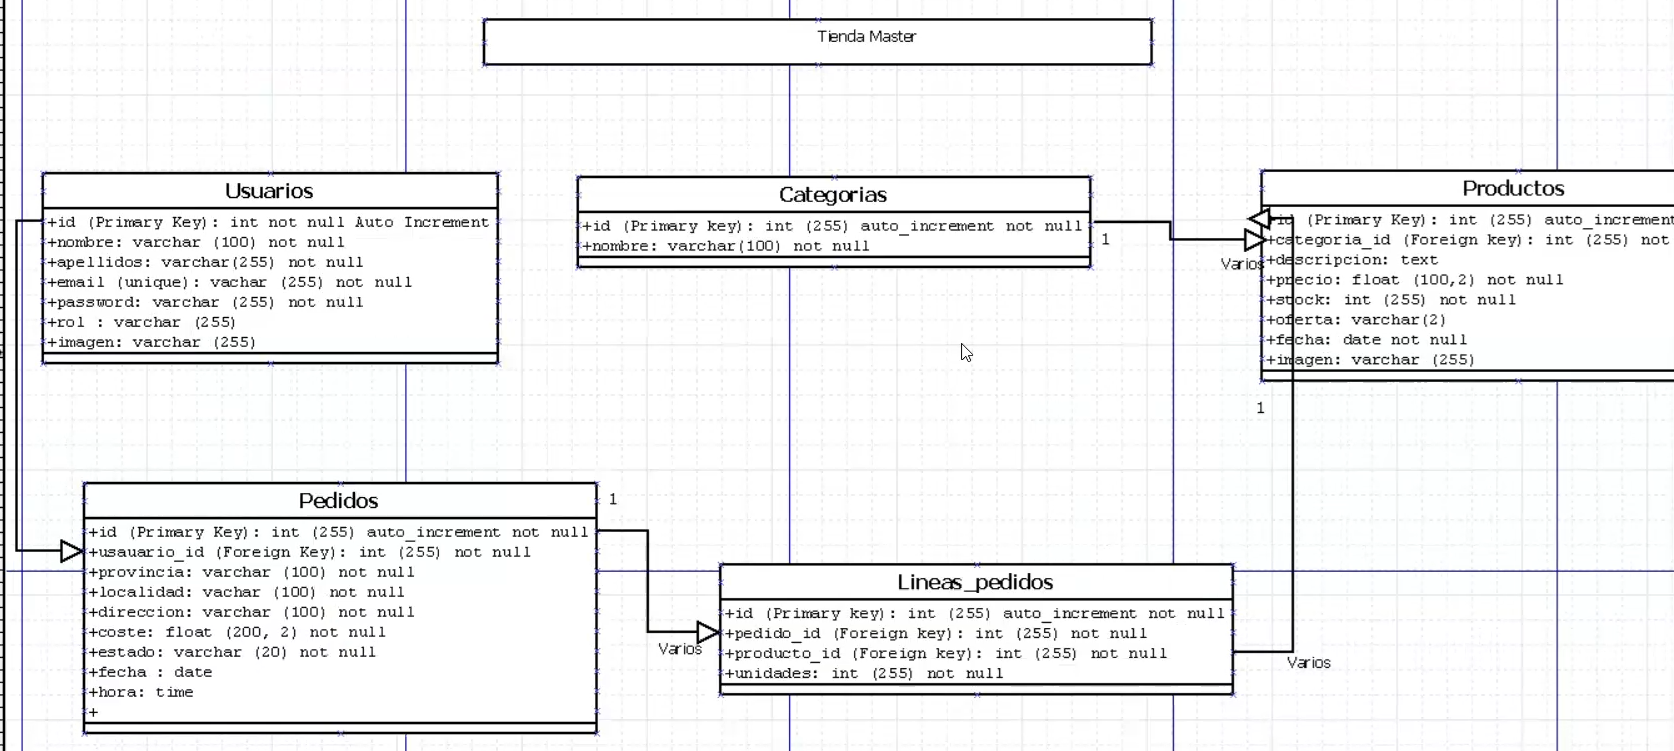 Tienda Master
Usuarios
+id (Primary Key): int not null Auto Increment
+nombre: varchar (100) not null
+apellidos: varchar(255) not null
+email (unique): vachar (255) not null
+password: varchar (255) not null
+rol : varchar (255)
+imagen: varchar (255)
Categorias
+id (Primary key): int (255) auto_increment not null
+nombre: varchar(100) not null
1
Varios
Productos
+id (Primary Key): int (255) auto_increment
+categoria_id (Foreign key): int (255) not
+descripcion: text
+precio: float (100,2) not null
+stock: int (255) not null
+oferta: varchar(2)
+fecha: date not null
+imagen: varchar (255)
1
Pedidos
+id (Primary Key): int (255) auto_increment not null
+usauario_id (Foreign Key): int (255) not null
+provincia: varchar (100) not null
+localidad: vachar (100) not null
+direccion: varchar (100) not null
+coste: float (200, 2) not null
+estado: varchar (20) not null
+fecha : date
+hora: time
+
1
Varios
Lineas_pedidos
+id (Primary key): int (255) auto_increment not null
+pedido_id (Foreign key): int (255) not null
+producto_id (Foreign key): int (255) not null
+unidades: int (255) not null
Varios